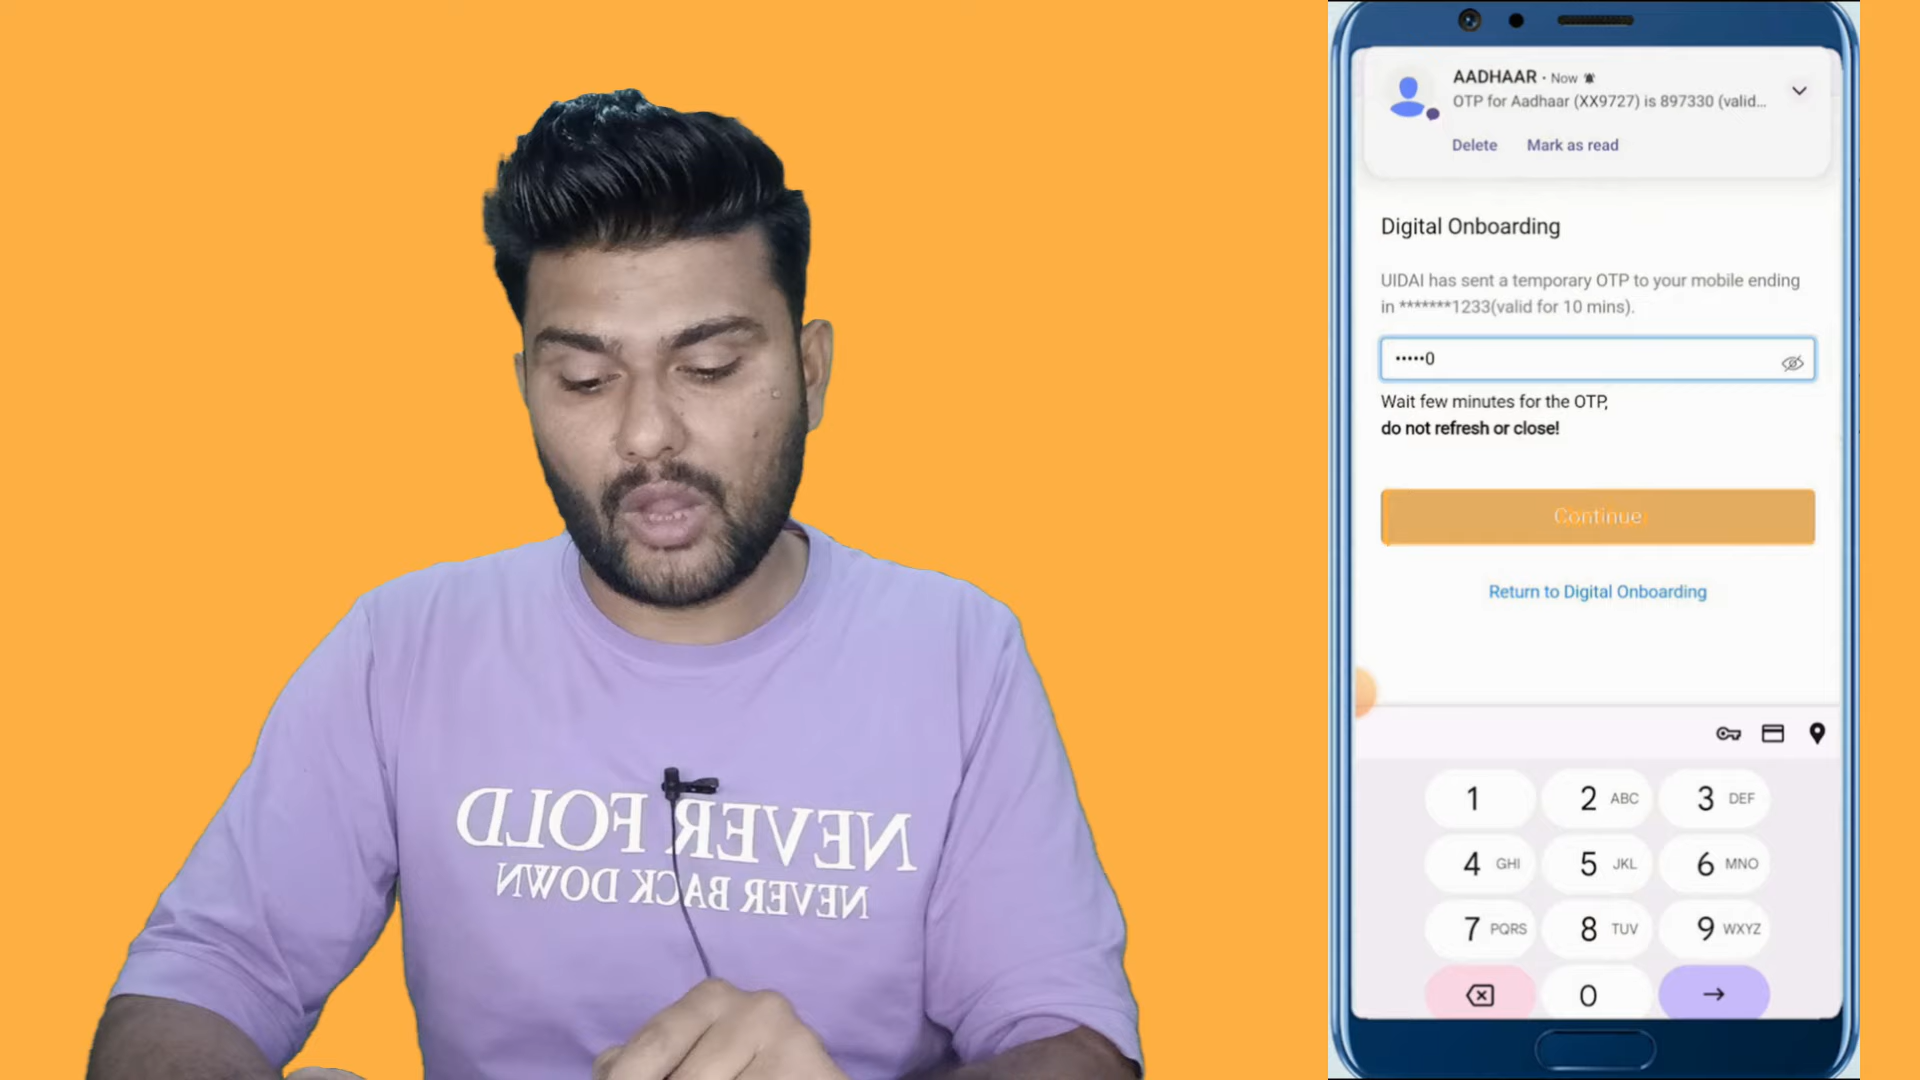 NEVER FOLD
NEVER BACK DOWN
AADHAAR · Now
OTP for Aadhaar (XX9727) is 897330 (valid...
Delete Mark as read
Digital Onboarding
UIDAI has sent a temporary OTP to your mobile ending
in *******1233(valid for 10 mins).
•••••0
Wait few minutes for the OTP,
do not refresh or close!
Continue
Return to Digital Onboarding
1 2 ABC 3 DEF
4 GHI 5 JKL 6 MNO
7 PQRS 8 TUV 9 WXYZ
0